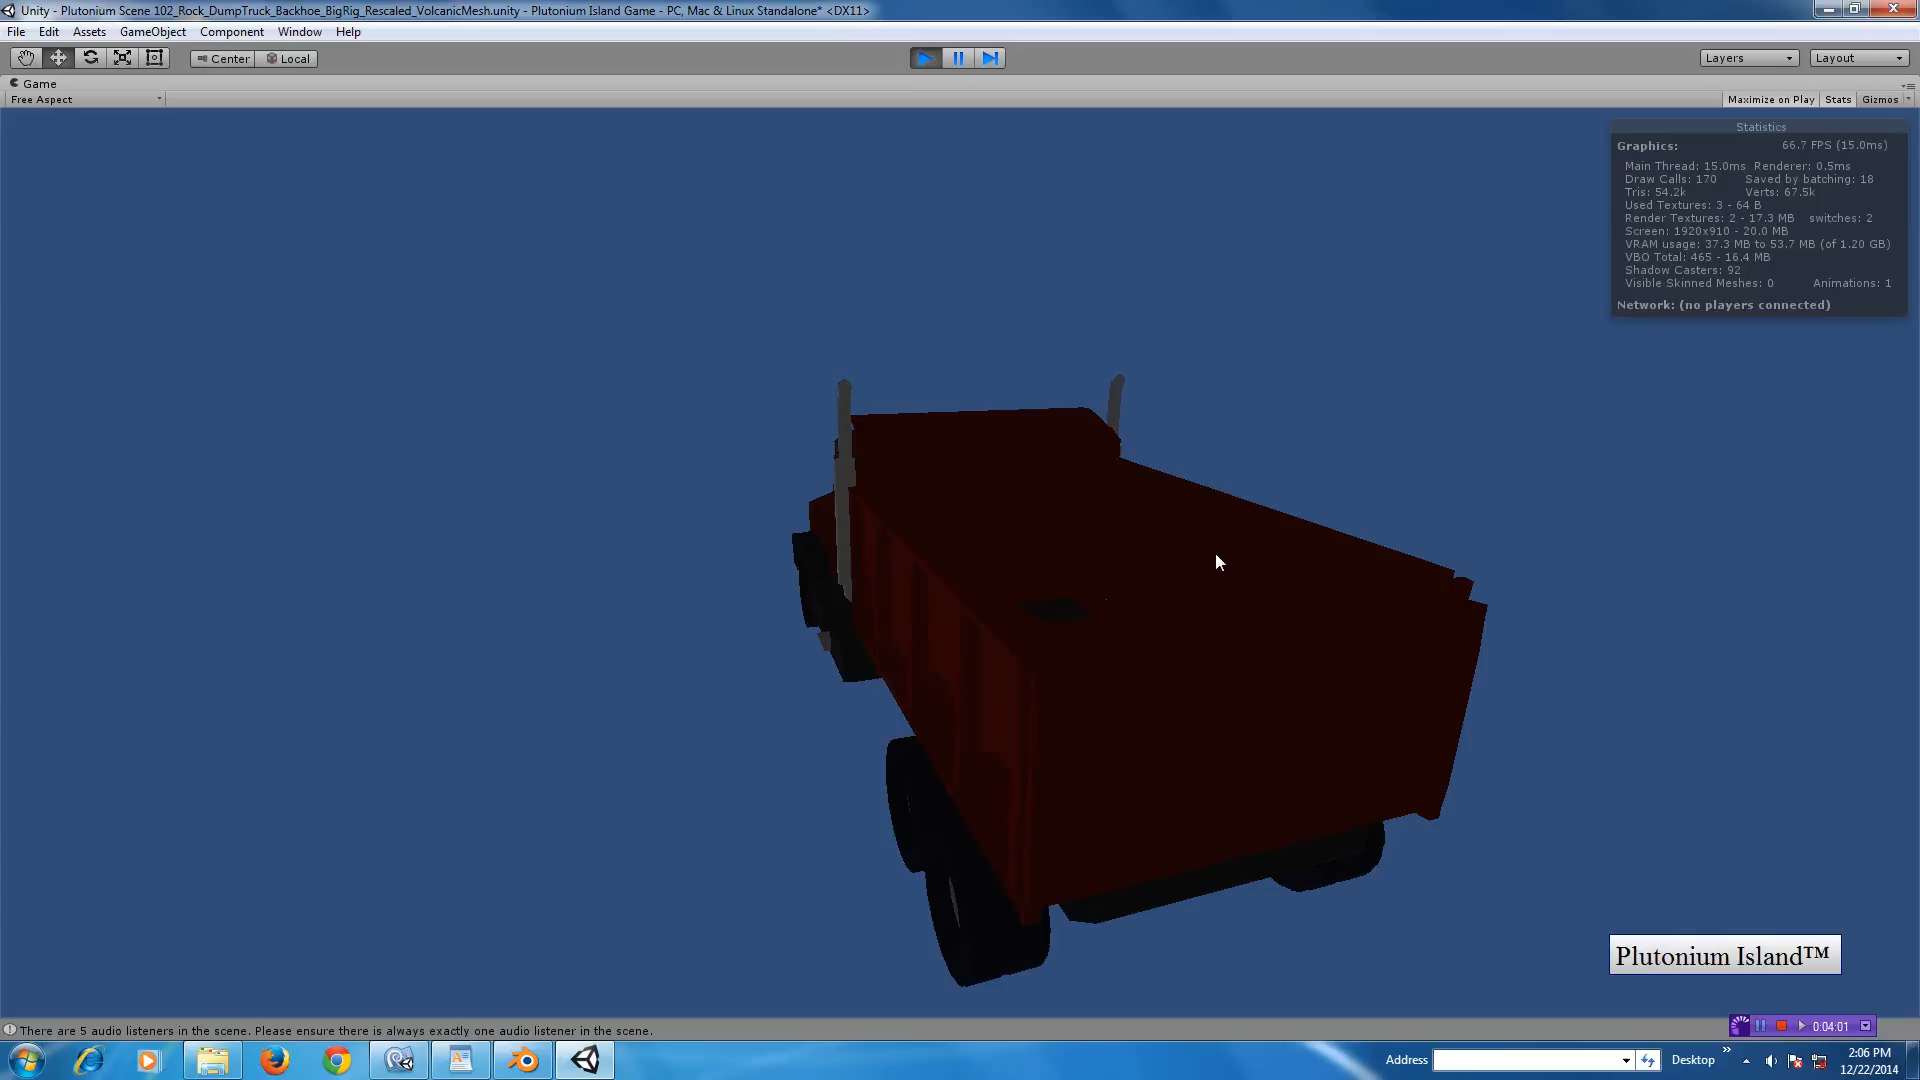 Unity - Plutonium Scene 102_Rock_DumpTruck_Backhoe_BigRig_Rescaled_VolcanicMesh.unity - Plutonium Island Game - PC, Mac & Linux Standalone* <DX11>
File Edit Assets GameObject Component Window Help
Center Local Layers Layout
Game
Free Aspect Maximize on Play Stats Gizmos
Statistics
Graphics: 66.7 FPS (15.0ms)
Main Thread: 15.0ms Renderer: 0.5ms
Draw Calls: 170 Saved by batching: 18
Tris: 54.2k Verts: 67.5k
Used Textures: 3 - 64 B
Render Textures: 2 - 17.3 MB switches: 2
Screen: 1920x910 - 20.0 MB
VRAM usage: 37.3 MB to 53.7 MB (of 1.20 GB)
VBO Total: 465 - 16.4 MB
Shadow Casters: 92
Visible Skinned Meshes: 0 Animations: 1
Network: (no players connected)
Plutonium Island™
There are 5 audio listeners in the scene. Please ensure there is always exactly one audio listener in the scene.
0:04:01
Address Desktop
2:06 PM
12/22/2014